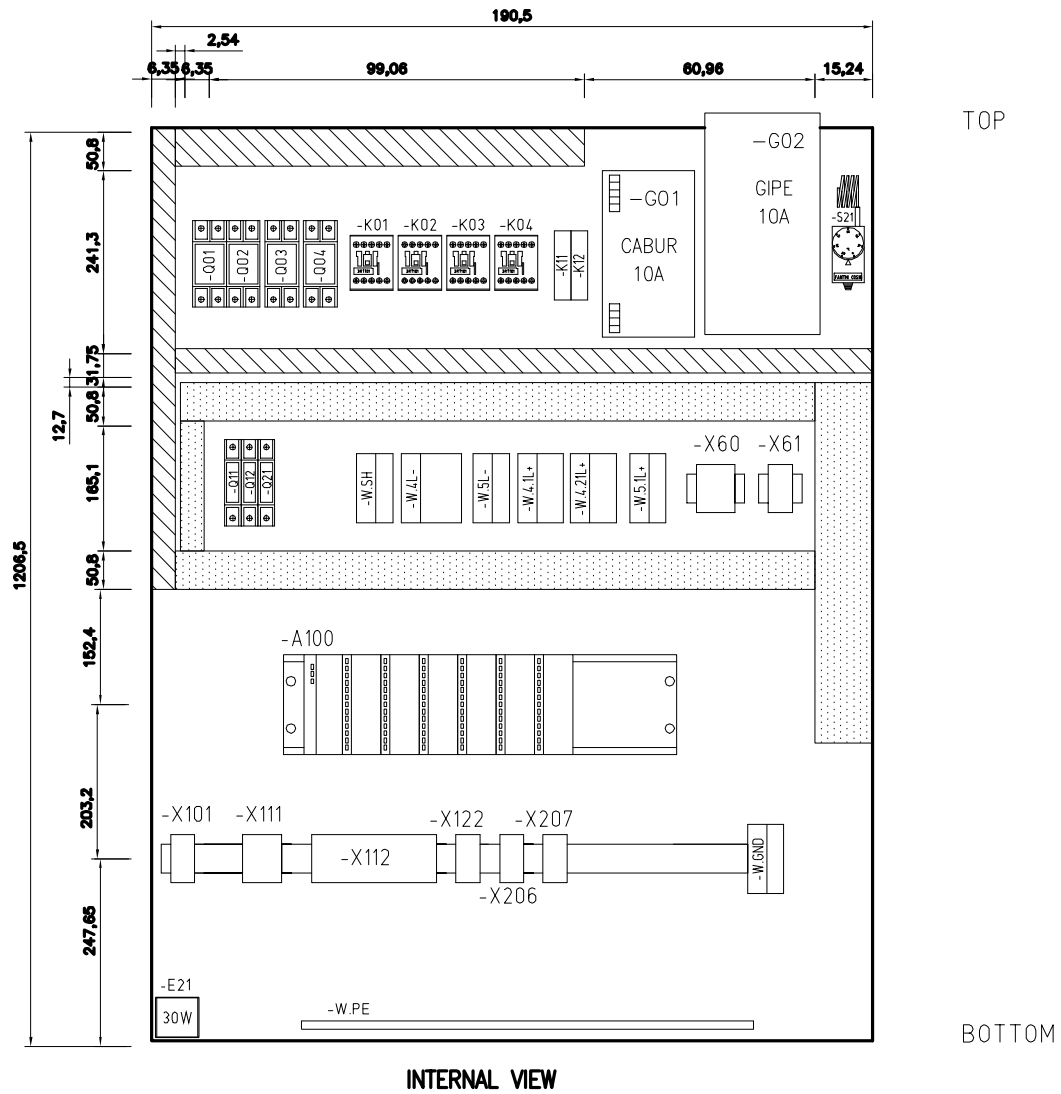 190,5
2,54
6,35
6,35
99,06
60,96
15,24
TOP
50,8
241,3
31,75
12,7
50,8
165,1
50,8
1206,5
152,4
203,2
247,65
-G02
GIPE
10A
-G01
CABUR
10A
-S21
FANTINI COSMI
-K01
-K02
-K03
-K04
-Q01
-Q02
-Q03
-Q04
-K11
-K12
-X60
-X61
-Q11
-Q12
-Q21
-W.SH
-W.4L-
-W.5L-
-W.4.1L+
-W.4.21L+
-W.5.1L+
-A100
-X101
-X111
-X112
-X122
-X207
-X206
-W.GND
-E21
30W
-W.PE
BOTTOM
INTERNAL VIEW